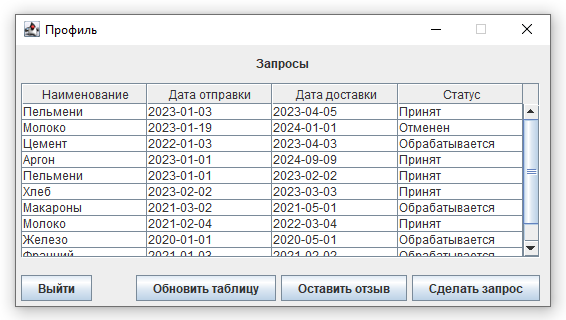 Профиль
Запросы
Наименование Дата отправки Дата доставки Статус
Пельмени 2023-01-03 2023-04-05 Принят
Молоко 2023-01-19 2024-01-01 Отменен
Цемент 2022-01-03 2023-04-03 Обрабатывается
Аргон 2023-01-01 2024-09-09 Принят
Пельмени 2023-01-01 2023-02-02 Принят
Хлеб 2023-02-02 2023-03-03 Принят
Макароны 2021-03-02 2021-05-01 Обрабатывается
Молоко 2021-02-04 2022-03-04 Принят
Железо 2020-01-01 2020-05-01 Обрабатывается
Франций 2021-01-03 2021-02-02 Обрабатывается
Выйти Обновить таблицу Оставить отзыв Сделать запрос